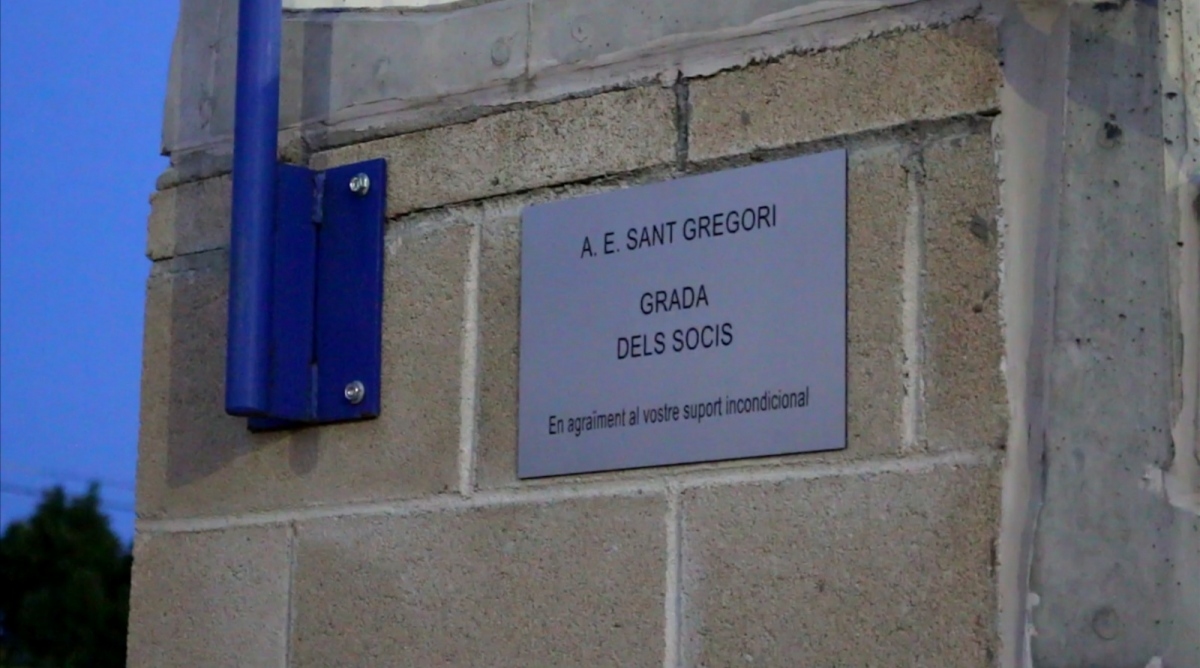 A. E. SANT GREGORI
GRADA
DELS SOCIS
En agraïment al vostre suport incondicional